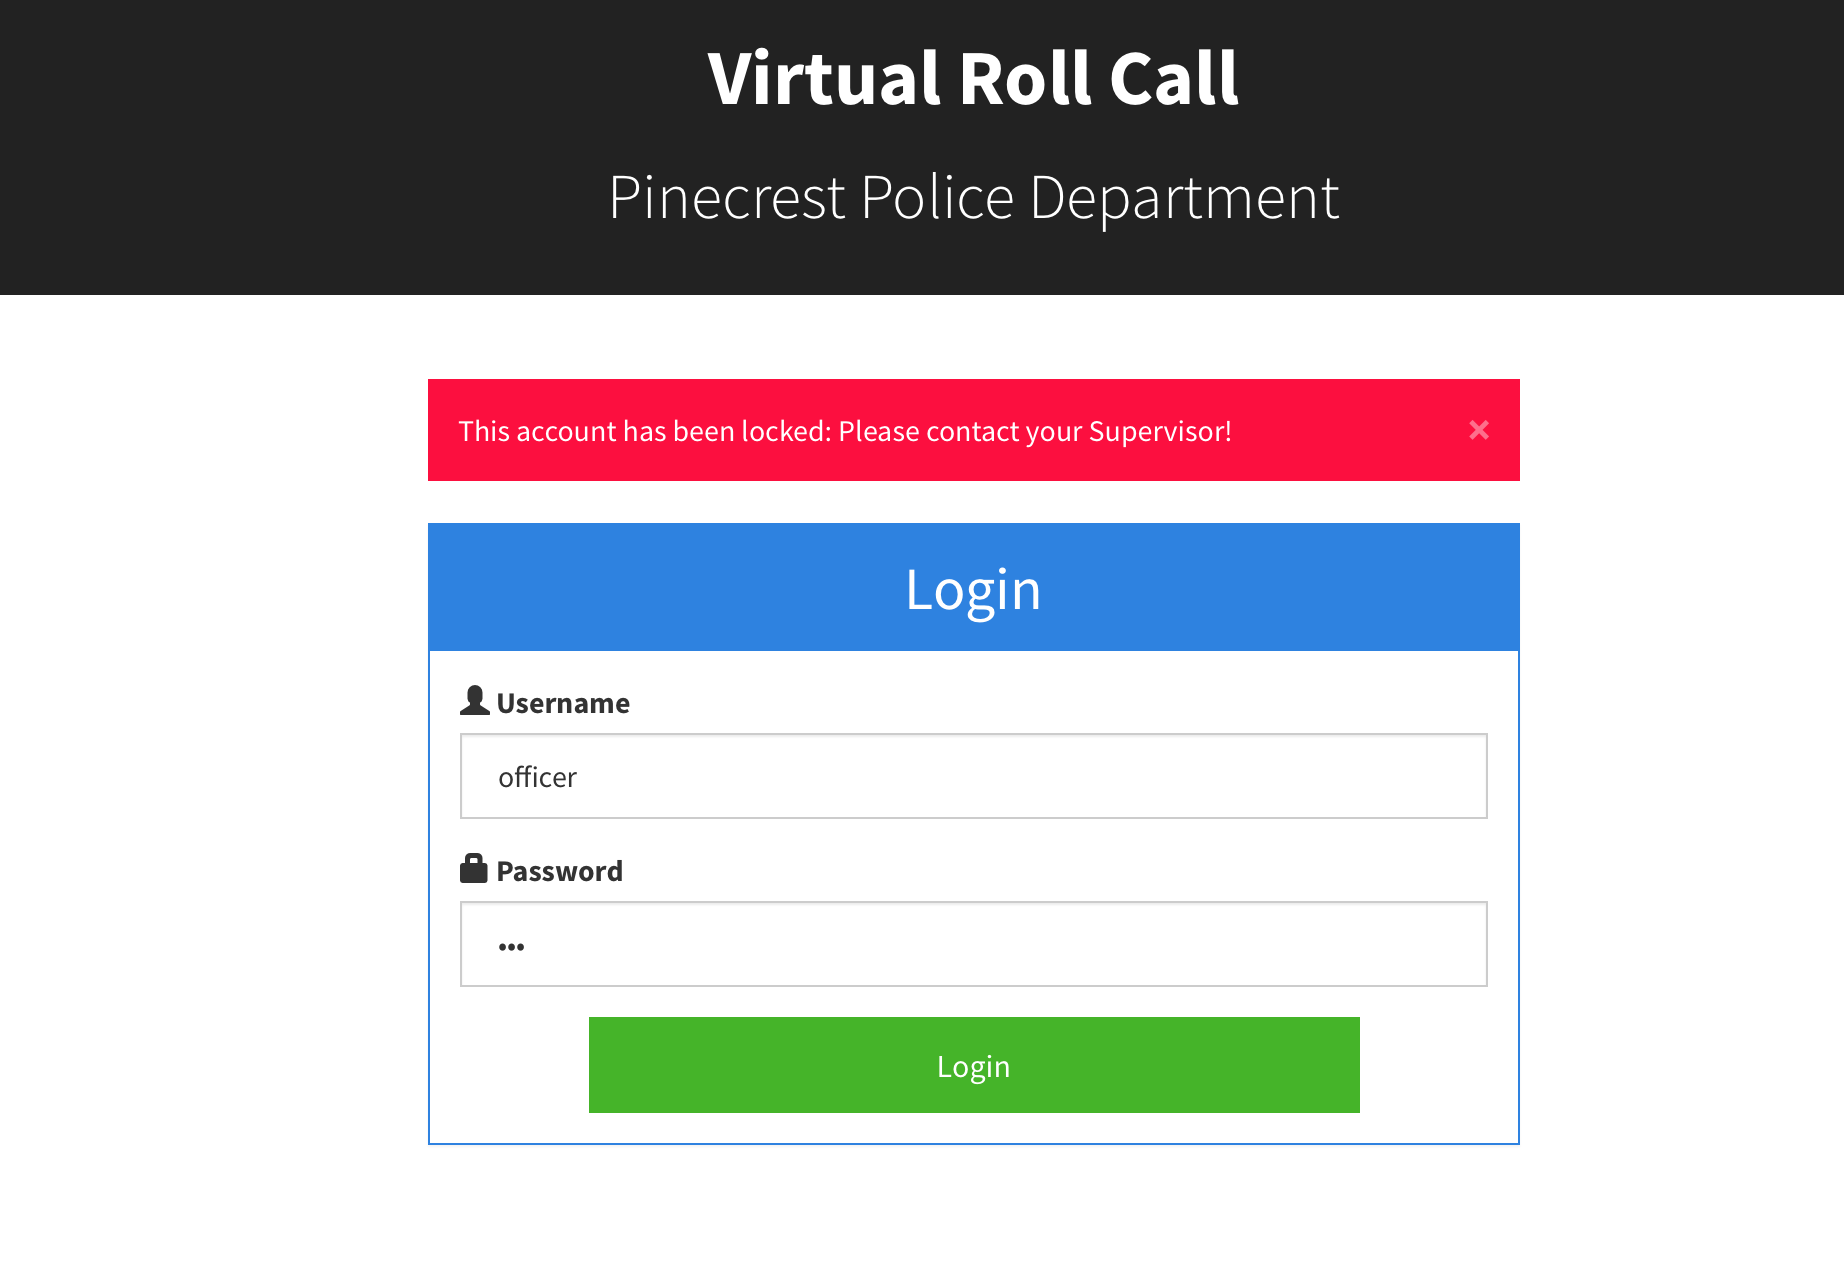 Virtual Roll Call
Pinecrest Police Department
This account has been locked: Please contact your Supervisor! ×
Login
Username
officer
Password
•••
Login